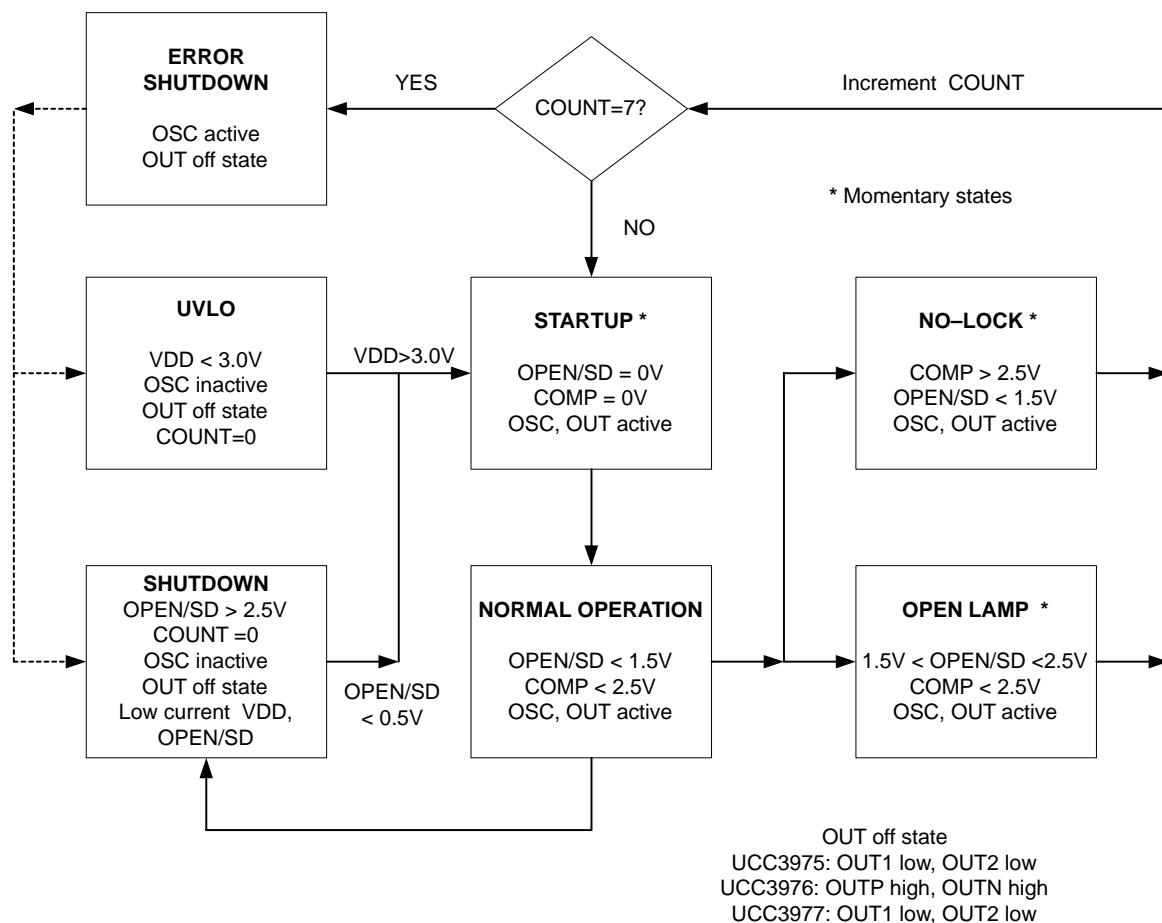 ERROR
SHUTDOWN
OSC active
OUT off state
YES
COUNT=7?
Increment COUNT
* Momentary states
NO
UVLO
VDD < 3.0V
OSC inactive
OUT off state
COUNT=0
VDD>3.0V
STARTUP *
OPEN/SD = 0V
COMP = 0V
OSC, OUT active
NO–LOCK *
COMP > 2.5V
OPEN/SD < 1.5V
OSC, OUT active
SHUTDOWN
OPEN/SD > 2.5V
COUNT =0
OSC inactive
OUT off state
Low current VDD,
OPEN/SD
OPEN/SD
< 0.5V
NORMAL OPERATION
OPEN/SD < 1.5V
COMP < 2.5V
OSC, OUT active
OPEN LAMP *
1.5V < OPEN/SD <2.5V
COMP < 2.5V
OSC, OUT active
OUT off state
UCC3975: OUT1 low, OUT2 low
UCC3976: OUTP high, OUTN high
UCC3977: OUT1 low, OUT2 low